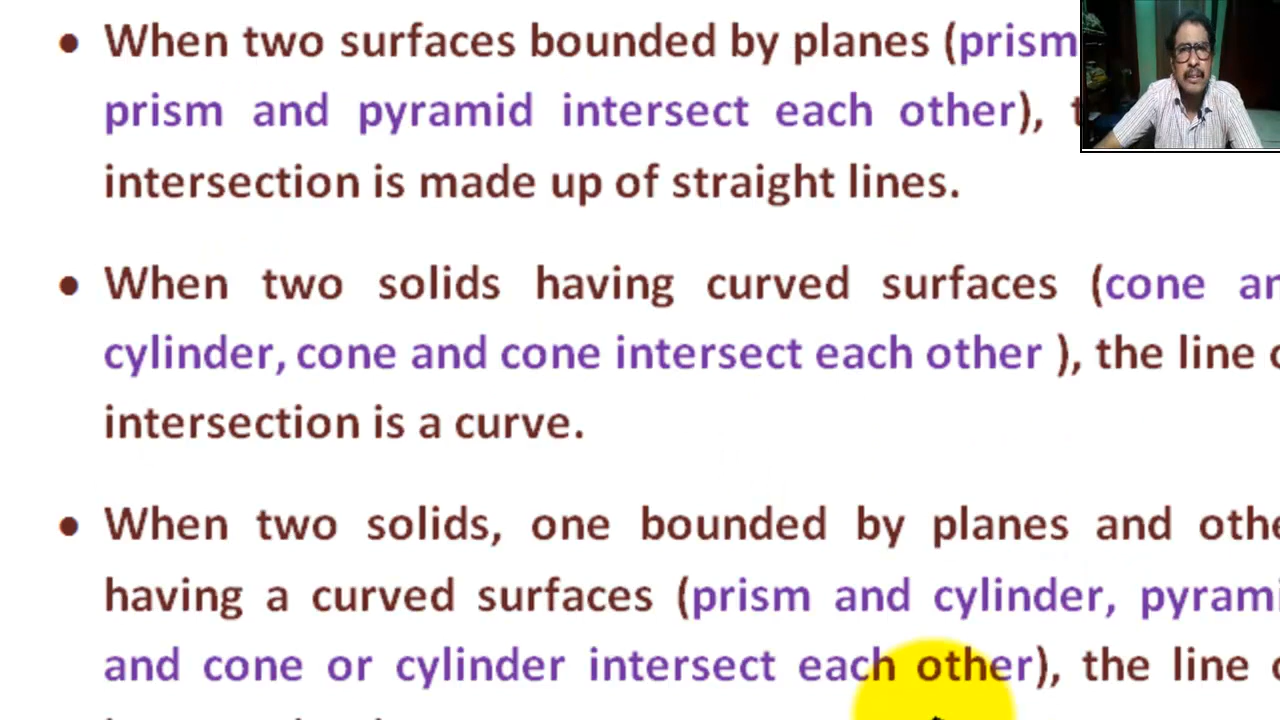 • When two surfaces bounded by planes (prism
prism and pyramid intersect each other),
intersection is made up of straight lines.
• When two solids having curved surfaces (cone
cylinder, cone and cone intersect each other ), the line
intersection is a curve.
• When two solids, one bounded by planes and
having a curved surfaces (prism and cylinder,
and cone or cylinder intersect each other), the line